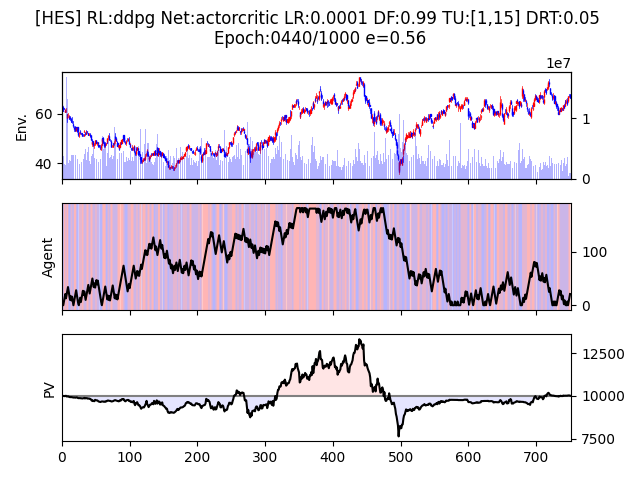 [HES] RL:ddpg Net:actorcritic LR:0.0001 DF:0.99 TU:[1,15] DRT:0.05
Epoch:0440/1000 e=0.56
1e7
Env.
60
40
1
0
Agent
100
0
PV
12500
10000
7500
0 100 200 300 400 500 600 700